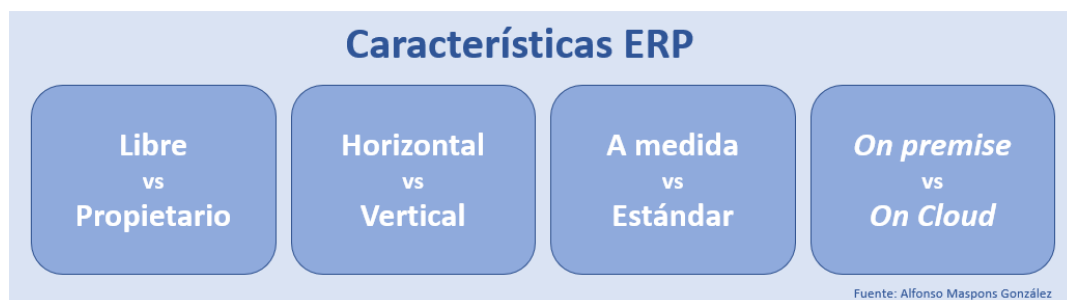 Características ERP
Libre
vs
Propietario
Horizontal
vs
Vertical
A medida
vs
Estándar
On premise
vs
On Cloud
Fuente: Alfonso Maspons González